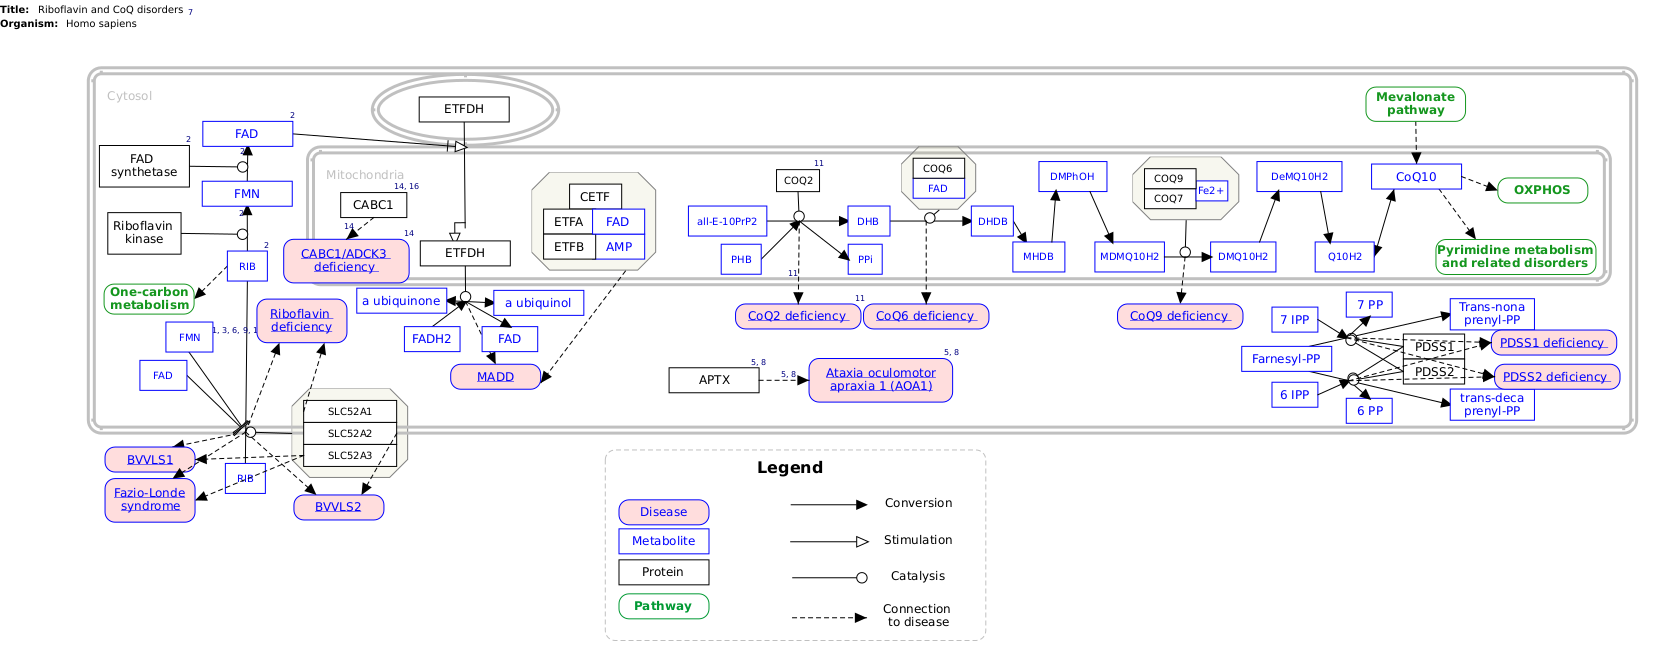 Title: Riboflavin and CoQ disorders 7
Organism: Homo sapiens
Cytosol
ETFDH
2
FAD
2
FAD
synthetase
2
FMN
Riboflavin
kinase
2
2
RIB
One-carbon
metabolism
Mitochondria
14, 16
CABC1
14
14
CABC1/ADCK3
deficiency
ETFDH
CETF
ETFA
FAD
ETFB
AMP
a ubiquinone
a ubiquinol
FADH2
FAD
MADD
Riboflavin
deficiency
FMN
1, 3, 6, 9, 1
FAD
SLC52A1
SLC52A2
SLC52A3
BVVLS1
Fazio-Londe
syndrome
RIB
BVVLS2
11
COQ2
all-E-10PrP2
PHB
DHB
PPi
11
11
CoQ2 deficiency
COQ6
FAD
DHDB
CoQ6 deficiency
DMPhOH
MHDB
MDMQ10H2
COQ9
COQ7
Fe2+
DMQ10H2
CoQ9 deficiency
DeMQ10H2
Q10H2
Mevalonate
pathway
CoQ10
OXPHOS
Pyrimidine metabolism
and related disorders
APTX
5, 8
5, 8
5, 8
Ataxia oculomotor
apraxia 1 (AOA1)
7 PP
7 IPP
Trans-nona
prenyl-PP
Farnesyl-PP
PDSS1
PDSS2
PDSS1 deficiency
PDSS2 deficiency
6 IPP
6 PP
trans-deca
prenyl-PP
Legend
Disease
Metabolite
Protein
Pathway
Conversion
Stimulation
Catalysis
Connection
to disease